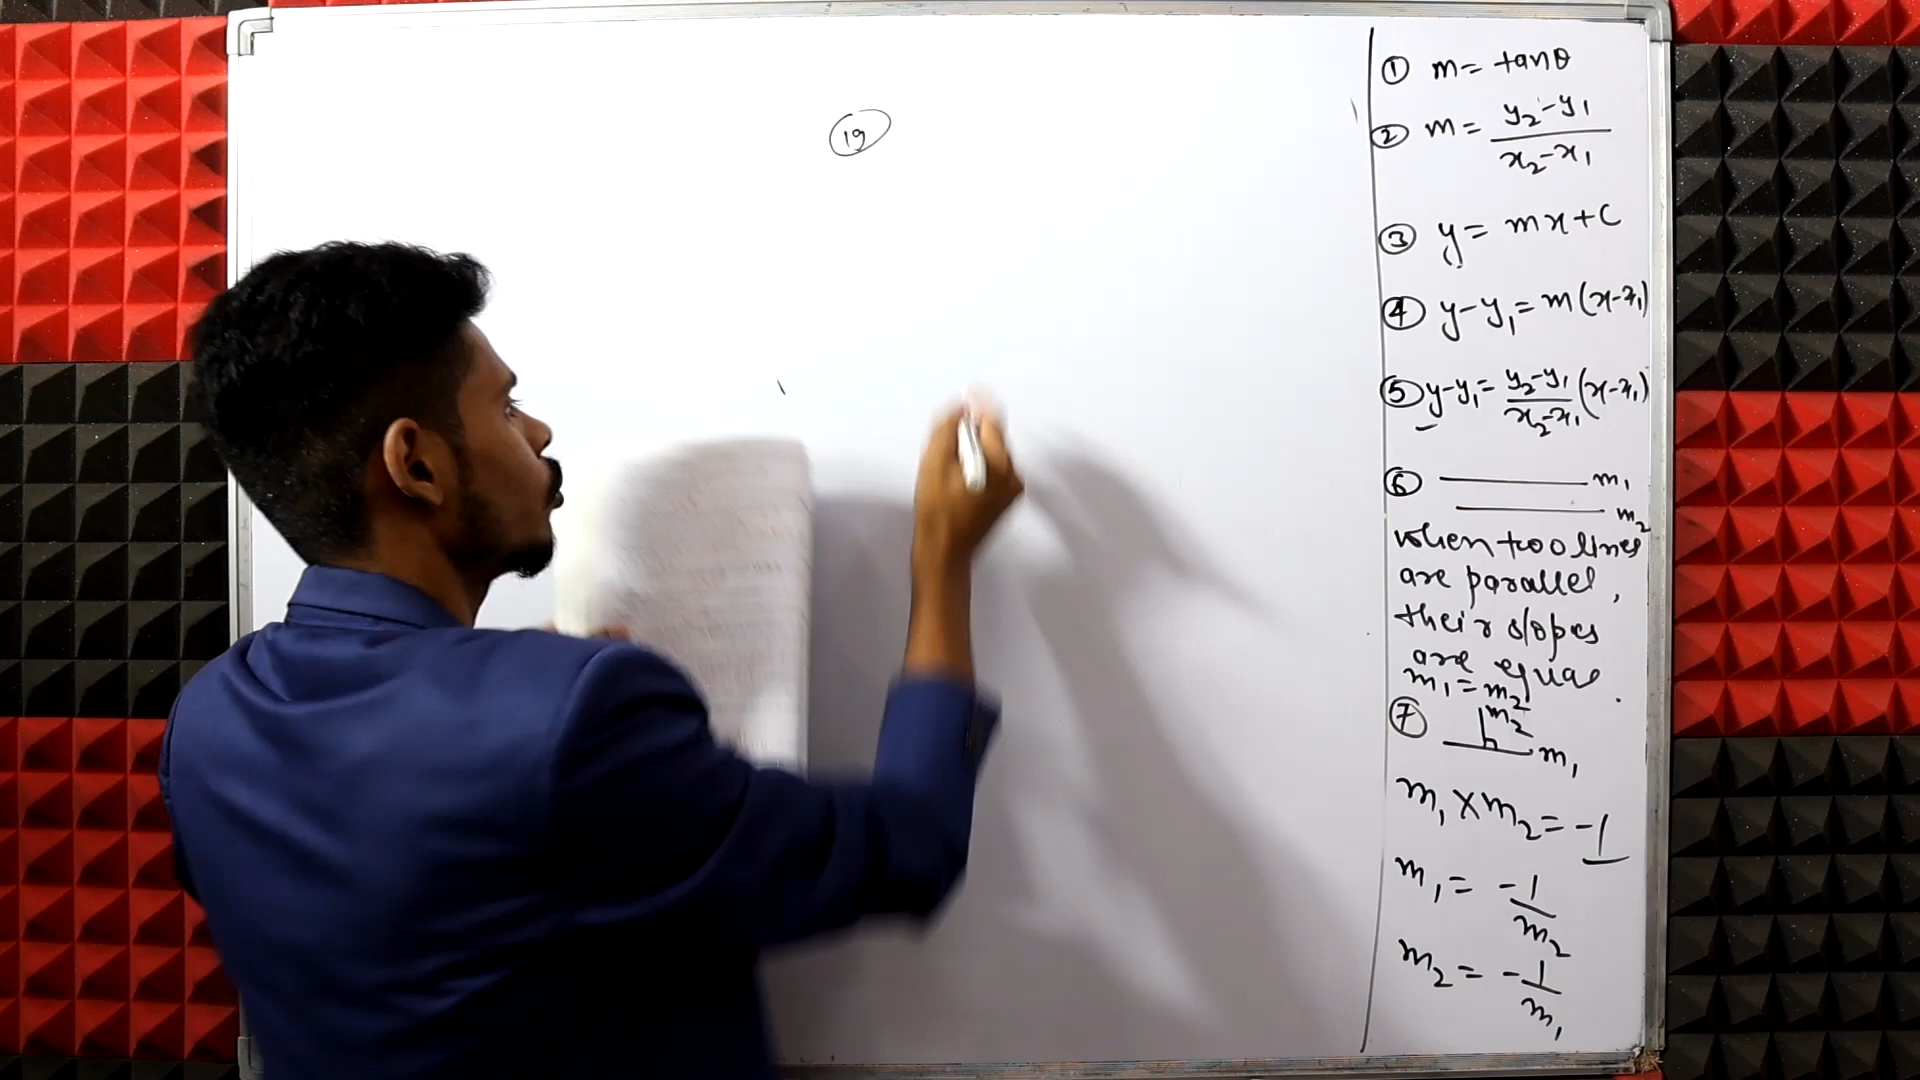 19
① m = tanθ
② m = (y₂-y₁)/(x₂-x₁)
③ y = mx+c
④ y-y₁ = m(x-x₁)
⑤ y-y₁ = (y₂-y₁)/(x₂-x₁) (x-x₁)
⑥ m₁
m₂
when two lines
are parallel,
their slopes
are equal.
m₁ = m₂
⑦ m₂
m₁
m₁ × m₂ = -1
m₁ = -1/m₂
m₂ = -1/m₁